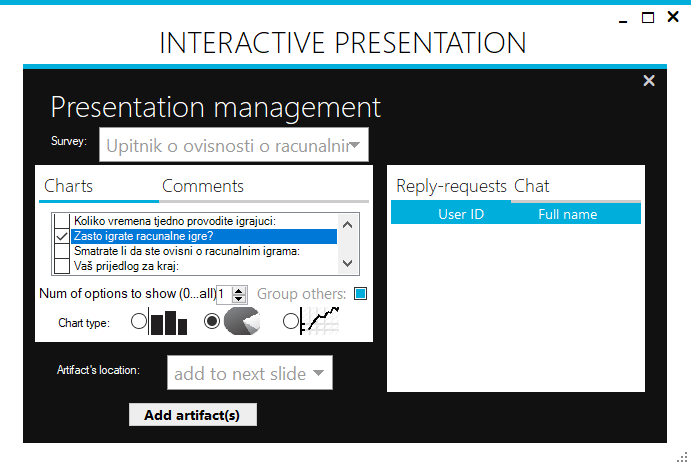 INTERACTIVE PRESENTATION
Presentation management
Survey:
Upitnik o ovisnosti o racunalnir
Charts
Comments
Koliko vremena tjedno provodite igrajuci:
Zasto igrate racunalne igre?
Smatrate li da ste ovisni o racunalnim igrama:
Vaš prijedlog za kraj:
Num of options to show (0...all)
1
Group others:
Chart type:
Artifact's location:
add to next slide
Add artifact(s)
Reply-requests
Chat
User ID
Full name